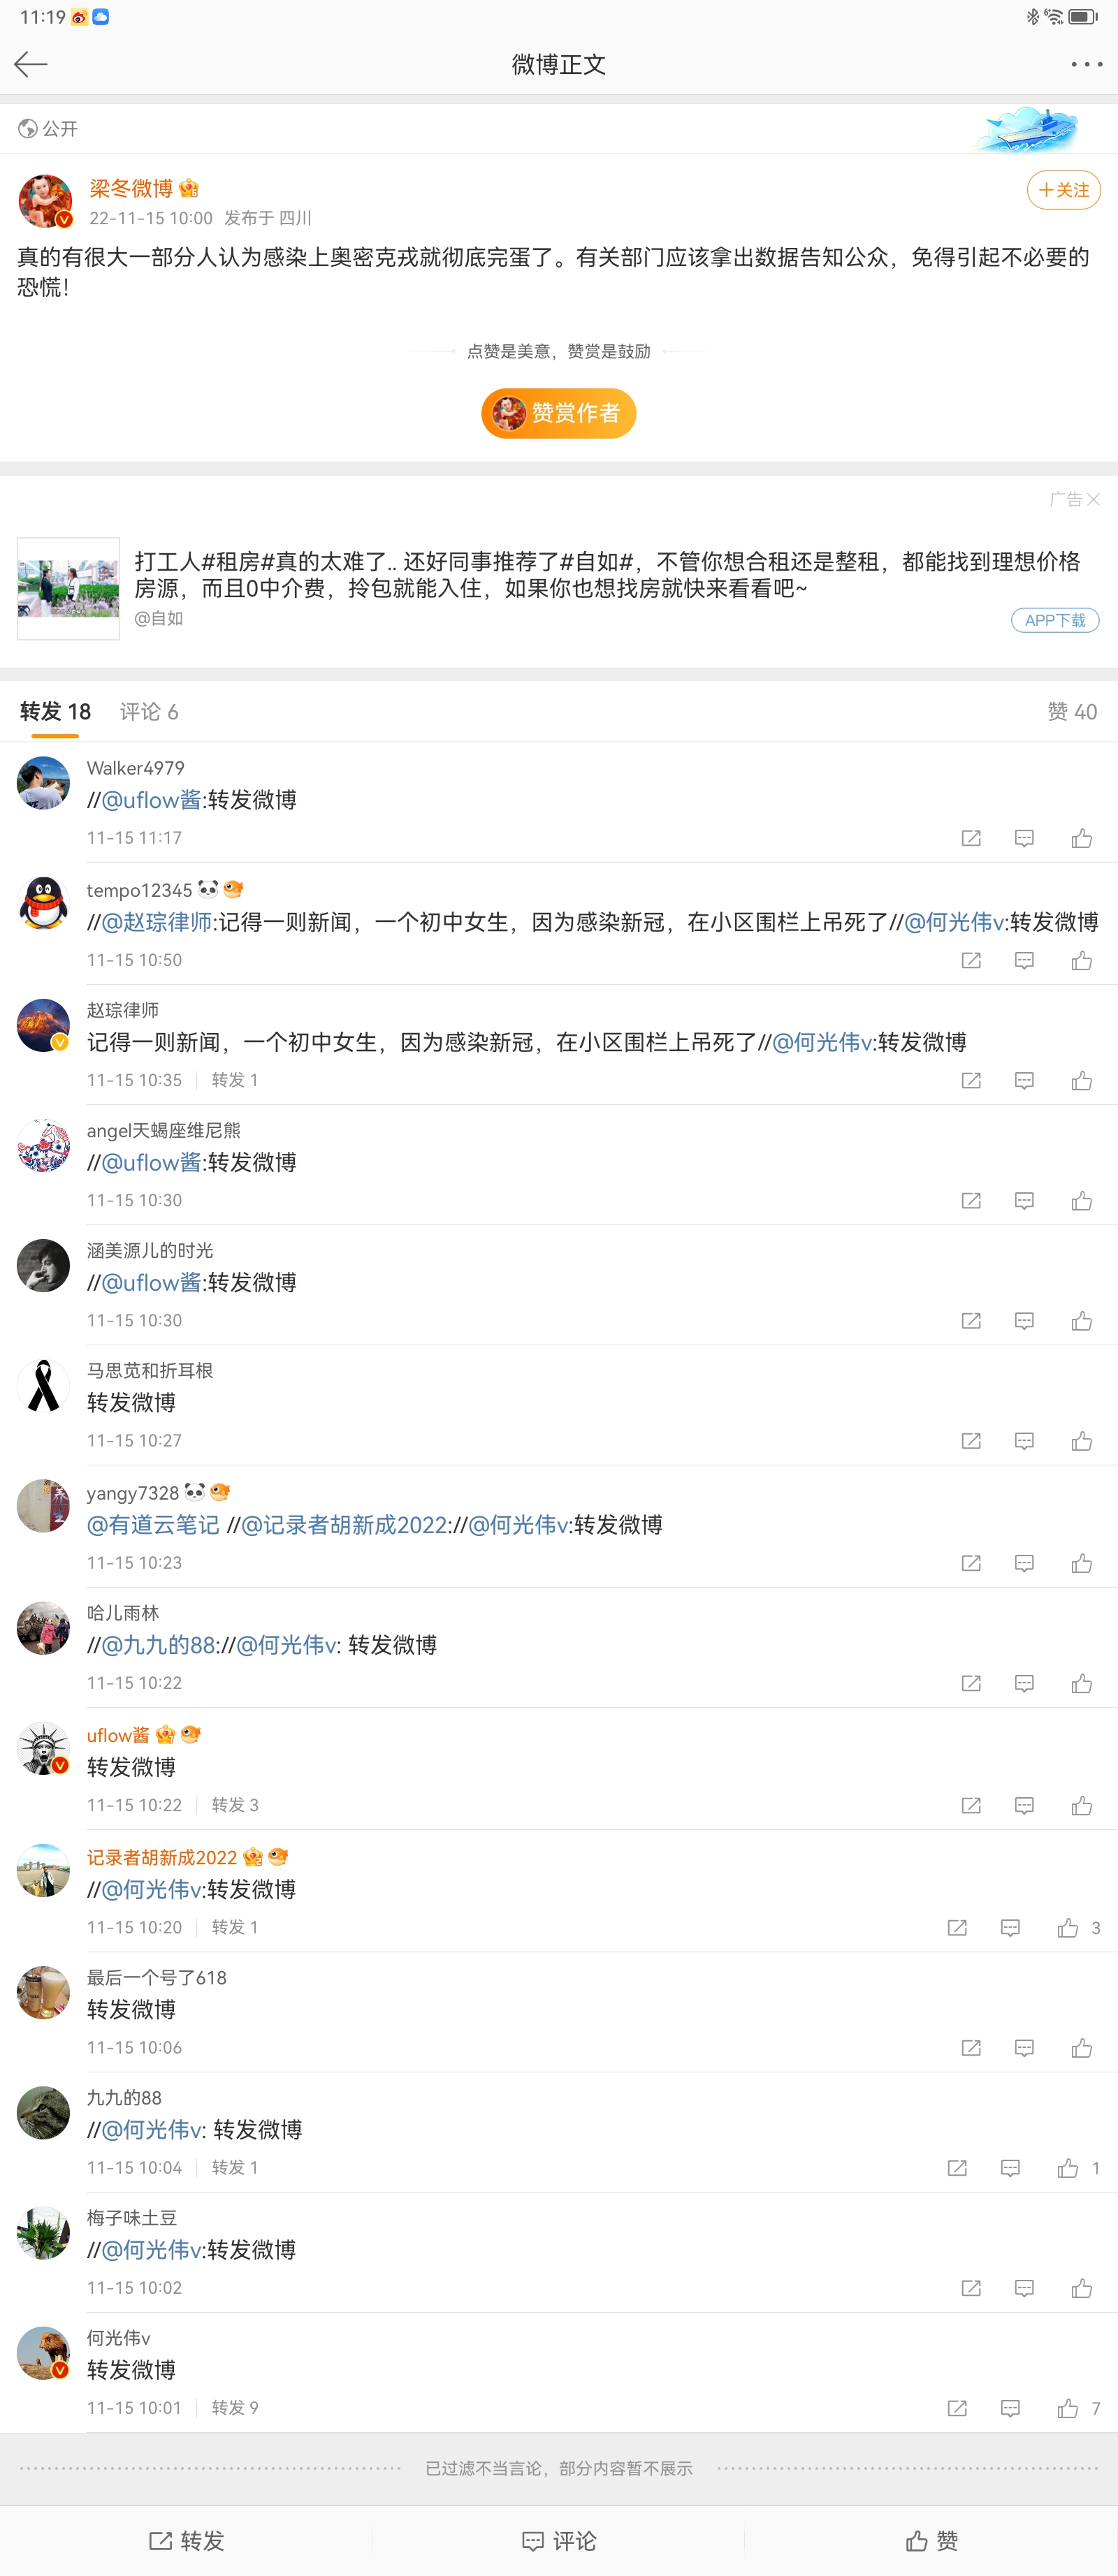 11:19
微博正文
公开
梁冬微博
22-11-15 10:00 发布于 四川
+关注
真的有很大一部分人认为感染上奥密克戎就彻底完蛋了。有关部门应该拿出数据告知公众，免得引起不必要的
恐慌！
点赞是美意，赞赏是鼓励
赞赏作者
广告
打工人#租房#真的太难了.. 还好同事推荐了#自如#，不管你想合租还是整租，都能找到理想价格
房源，而且0中介费，拎包就能入住，如果你也想找房就快来看看吧~
@自如
APP下载
转发 18 评论 6 赞 40
Walker4979
//@uflow酱:转发微博
11-15 11:17
tempo12345
//@赵琮律师:记得一则新闻，一个初中女生，因为感染新冠，在小区围栏上吊死了//@何光伟v:转发微博
11-15 10:50
赵琮律师
记得一则新闻，一个初中女生，因为感染新冠，在小区围栏上吊死了//@何光伟v:转发微博
11-15 10:35 转发 1
angel天蝎座维尼熊
//@uflow酱:转发微博
11-15 10:30
涵美源儿的时光
//@uflow酱:转发微博
11-15 10:30
马思苋和折耳根
转发微博
11-15 10:27
yangy7328
@有道云笔记 //@记录者胡新成2022://@何光伟v:转发微博
11-15 10:23
哈儿雨林
//@九九的88://@何光伟v: 转发微博
11-15 10:22
uflow酱
转发微博
11-15 10:22 转发 3
记录者胡新成2022
//@何光伟v:转发微博
11-15 10:20 转发 1 3
最后一个号了618
转发微博
11-15 10:06
九九的88
//@何光伟v: 转发微博
11-15 10:04 转发 1 1
梅子味土豆
//@何光伟v:转发微博
11-15 10:02
何光伟v
转发微博
11-15 10:01 转发 9 7
已过滤不当言论，部分内容暂不展示
转发 评论 赞